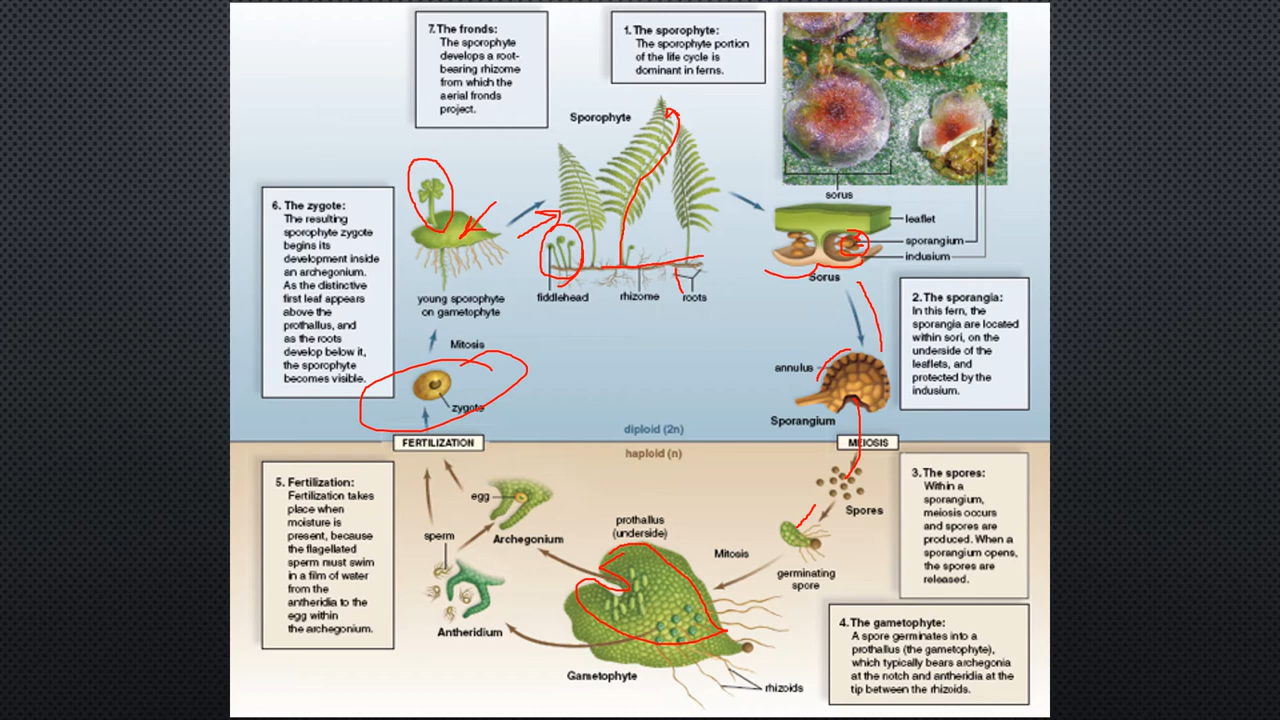 7. The fronds:
The sporophyte
develops a root-
bearing rhizome
from which the
aerial fronds
project.
1. The sporophyte:
The sporophyte portion
of the life cycle is
dominant in ferns.
Sporophyte
sorus
leaflet
sporangium
indusium
Sorus
6. The zygote:
The resulting
sporophyte zygote
begins its
development inside
an archegonium.
As the distinctive
first leaf appears
above the
prothallus, and
as the roots
develop below it,
the sporophyte
becomes visible.
young sporophyte
on gametophyte
fiddlehead
rhizome
roots
2. The sporangia:
In this fern, the
sporangia are located
within sori, on the
underside of the
leaflets, and
protected by the
indusium.
Mitosis
zygote
annulus
Sporangium
diploid (2n)
FERTILIZATION
MEIOSIS
haploid (n)
5. Fertilization:
Fertilization takes
place when
moisture is
present, because
the flagellated
sperm must swim
in a film of water
from the
antheridia to the
egg within
the archegonium.
egg
sperm
Archegonium
Antheridium
prothallus
(underside)
Mitosis
Spores
germinating
spore
3. The spores:
Within a
sporangium,
meiosis occurs
and spores are
produced. When a
sporangium opens,
the spores are
released.
Gametophyte
rhizoids
4. The gametophyte:
A spore germinates into a
prothallus (the gametophyte),
which typically bears archegonia
at the notch and antheridia at the
tip between the rhizoids.